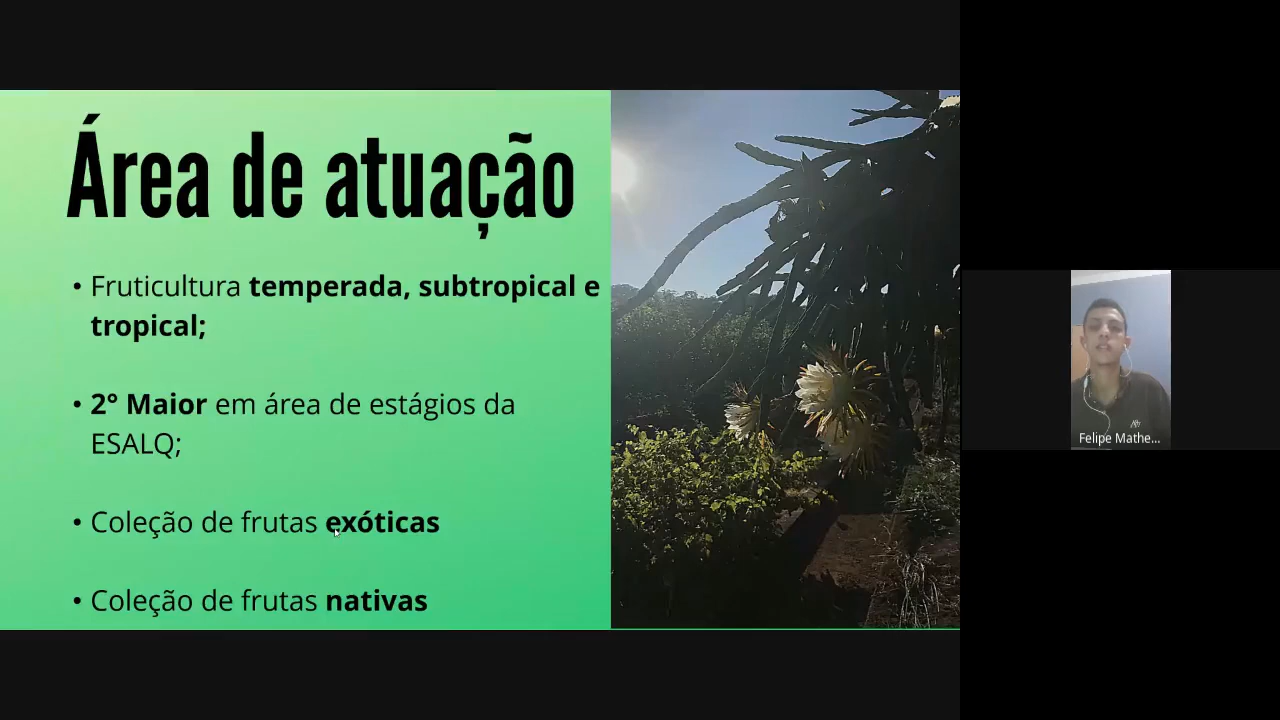 Área de atuação
• Fruticultura temperada, subtropical e
tropical;
• 2° Maior em área de estágios da
ESALQ;
• Coleção de frutas exóticas
• Coleção de frutas nativas
Felipe Mathe...